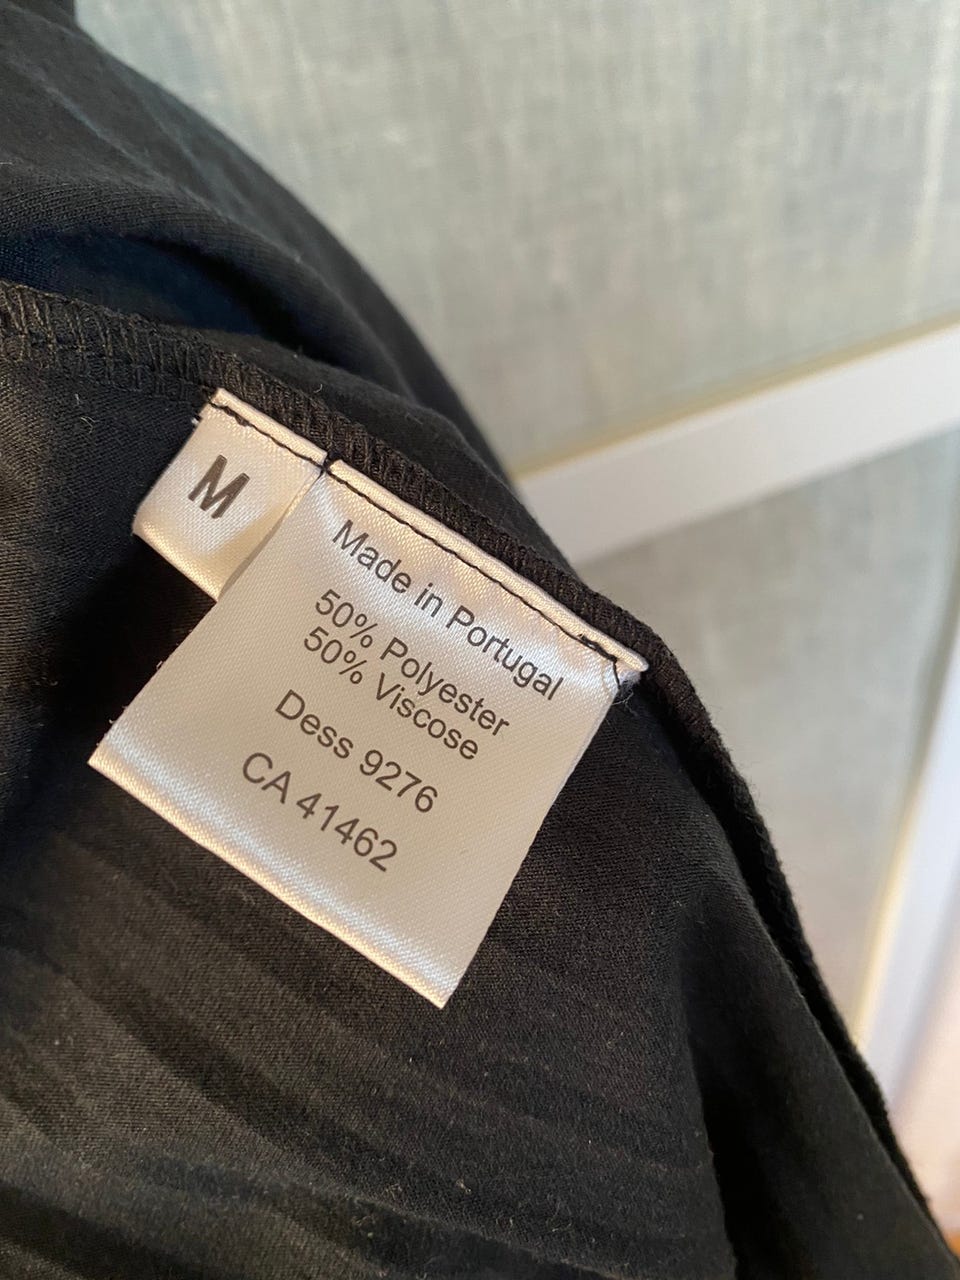 M
Made in Portugal
50% Polyester
50% Viscose
Dess 9276
CA 41462